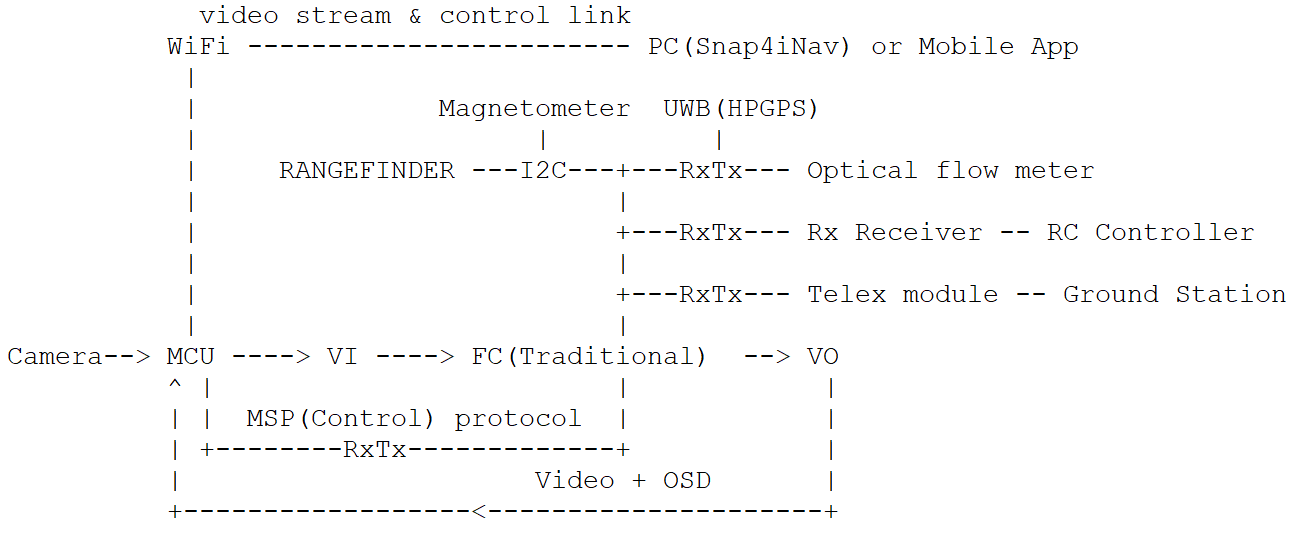 video stream & control link
WiFi ------------------------ PC(Snap4iNav) or Mobile App
|
| Magnetometer UWB(HPGPS)
| | |
| RANGEFINDER ---I2C---+---RxTx--- Optical flow meter
| |
| +---RxTx--- Rx Receiver -- RC Controller
| |
| +---RxTx--- Telex module -- Ground Station
| |
Camera--> MCU ----> VI ----> FC(Traditional) --> VO
^ | | |
| | MSP(Control) protocol | |
| +--------RxTx-------------+ |
| Video + OSD |
+------------------<---------------------+